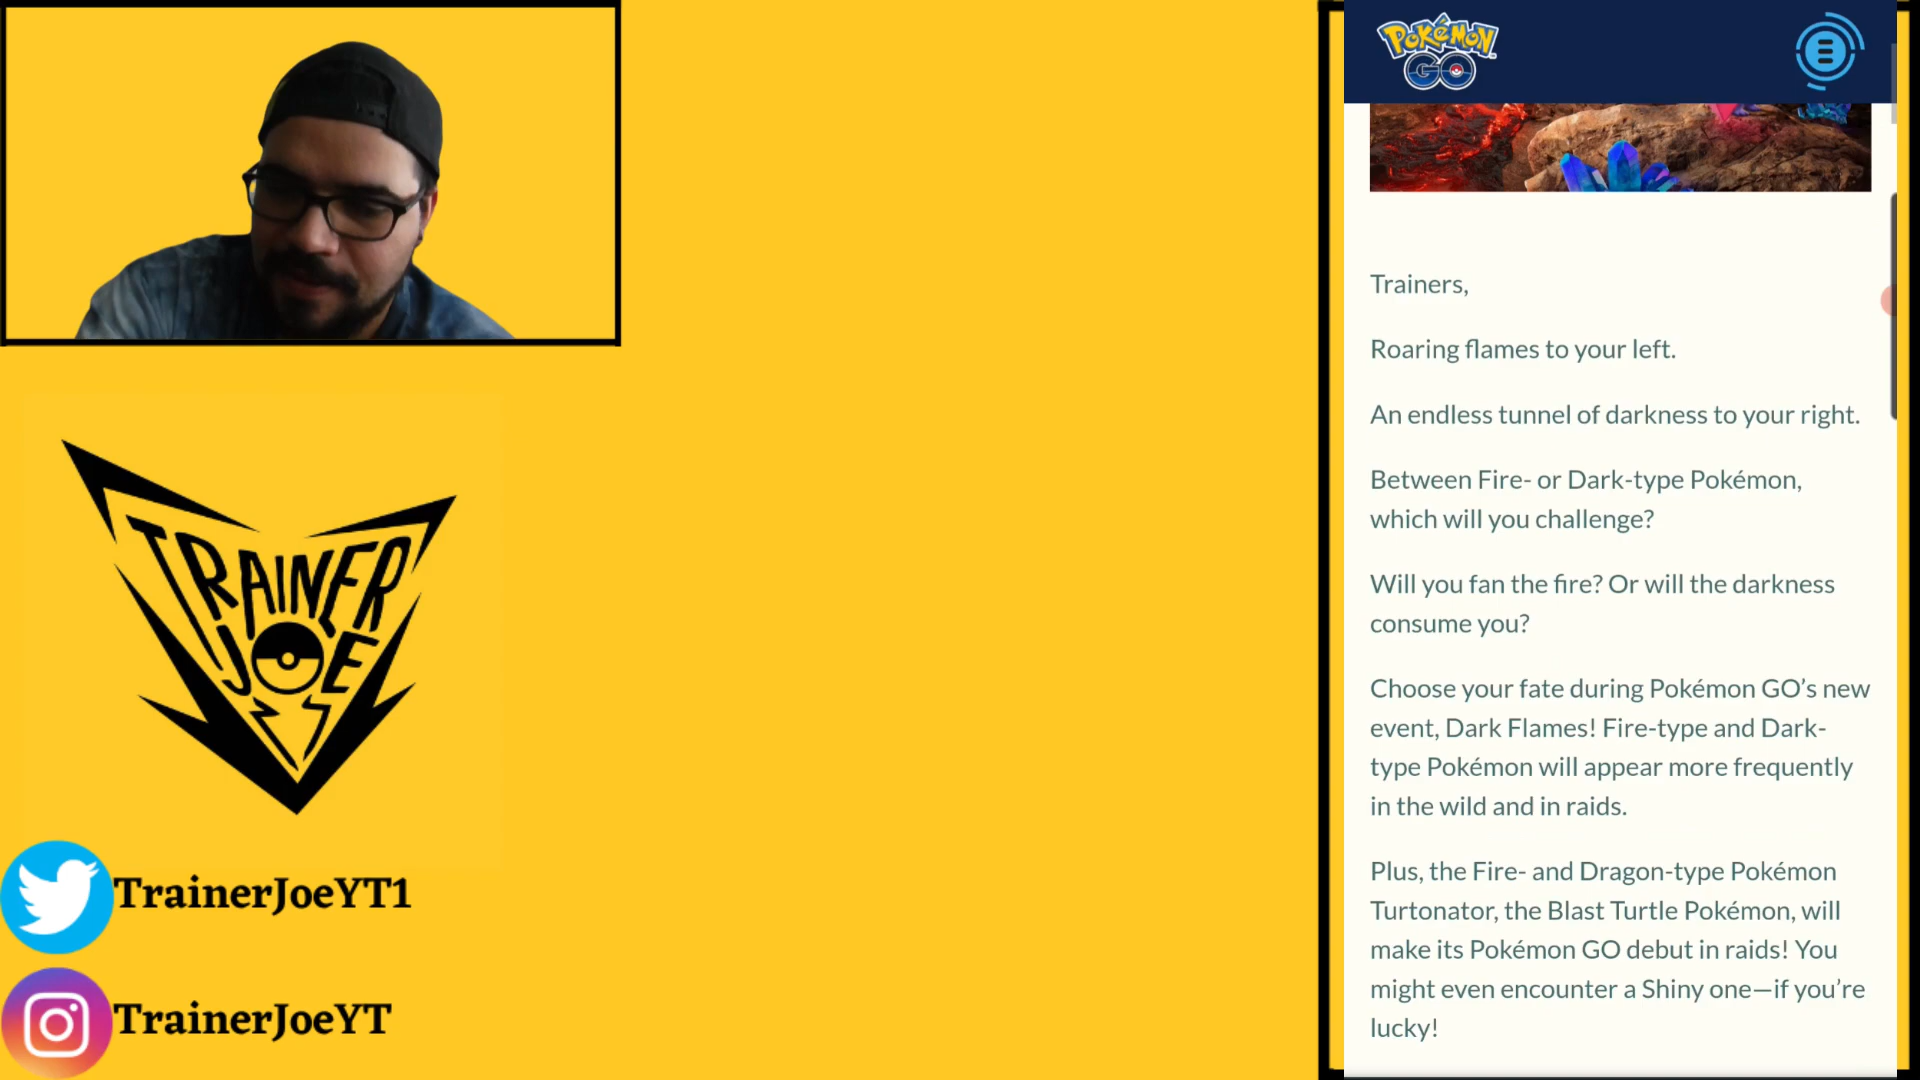 TRAINER
JOE
TrainerJoeYT1
TrainerJoeYT
POKéMON
GO
Trainers,
Roaring flames to your left.
An endless tunnel of darkness to your right.
Between Fire- or Dark-type Pokémon,
which will you challenge?
Will you fan the fire? Or will the darkness
consume you?
Choose your fate during Pokémon GO’s new
event, Dark Flames! Fire-type and Dark-
type Pokémon will appear more frequently
in the wild and in raids.
Plus, the Fire- and Dragon-type Pokémon
Turtonator, the Blast Turtle Pokémon, will
make its Pokémon GO debut in raids! You
might even encounter a Shiny one—if you’re
lucky!